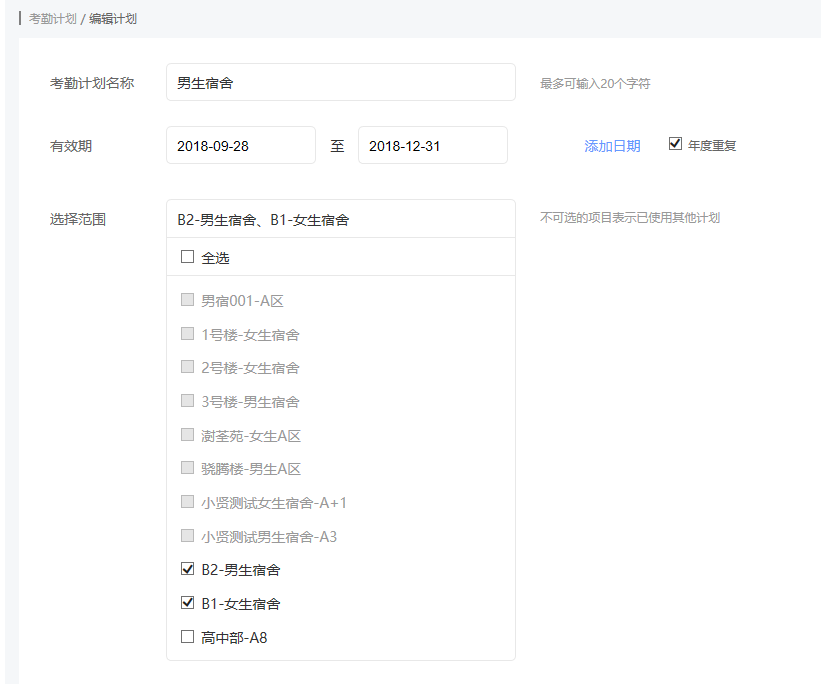 考勤计划 / 编辑计划
考勤计划名称 男生宿舍 最多可输入20个字符
有效期 2018-09-28 至 2018-12-31 添加日期 年度重复
选择范围 B2-男生宿舍、B1-女生宿舍 不可选的项目表示已使用其他计划
全选
男宿001-A区
1号楼-女生宿舍
2号楼-女生宿舍
3号楼-男生宿舍
澍荃苑-女生A区
骁腾楼-男生A区
小贤测试女生宿舍-A+1
小贤测试男生宿舍-A3
B2-男生宿舍
B1-女生宿舍
高中部-A8